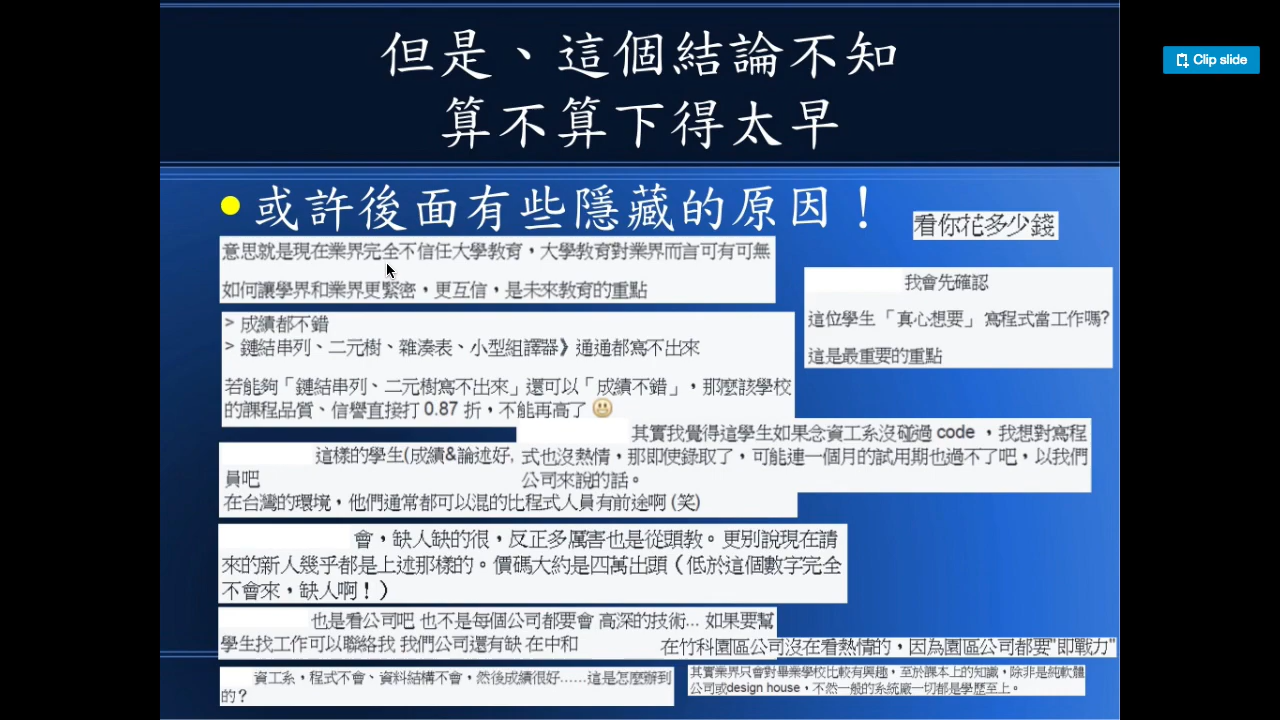 Clip slide
但是、這個結論不知
算不算下得太早
或許後面有些隱藏的原因！
看你花多少錢
意思就是現在業界完全不信任大學教育，大學教育對業界而言可有可無
如何讓學界和業界更緊密，更互信，是未來教育的重點
我會先確認
這位學生「真心想要」寫程式當工作嗎?
這是最重要的重點
> 成績都不錯
> 鏈結串列、二元樹、雜湊表、小型組譯器》通通都寫不出來
若能夠「鏈結串列、二元樹寫不出來」還可以「成績不錯」，那麼該學校
的課程品質、信譽直接打 0.87 折，不能再高了
其實我覺得這學生如果念資工系沒碰過 code ，我想對寫程
式也沒熱情，那即使錄取了，可能連一個月的試用期也過不了吧，以我們
公司來說的話。
這樣的學生(成績&論述好,
員吧
在台灣的環境，他們通常都可以混的比程式人員有前途啊 (笑)
會，缺人缺的很，反正多厲害也是從頭教。更別說現在請
來的新人幾乎都是上述那樣的。價碼大約是四萬出頭（低於這個數字完全
不會來，缺人啊！）
也是看公司吧 也不是每個公司都要會 高深的技術... 如果要幫
學生找工作可以聯絡我 我們公司還有缺 在中和
在竹科園區公司沒在看熱情的，因為園區公司都要"即戰力"
資工系，程式不會、資料結構不會，然後成績很好......這是怎麼辦到
的？
其實業界只會對畢業學校比較有興趣，至於課本上的知識，除非是純軟體
公司或design house，不然一般的系統廠一切都是學歷至上。